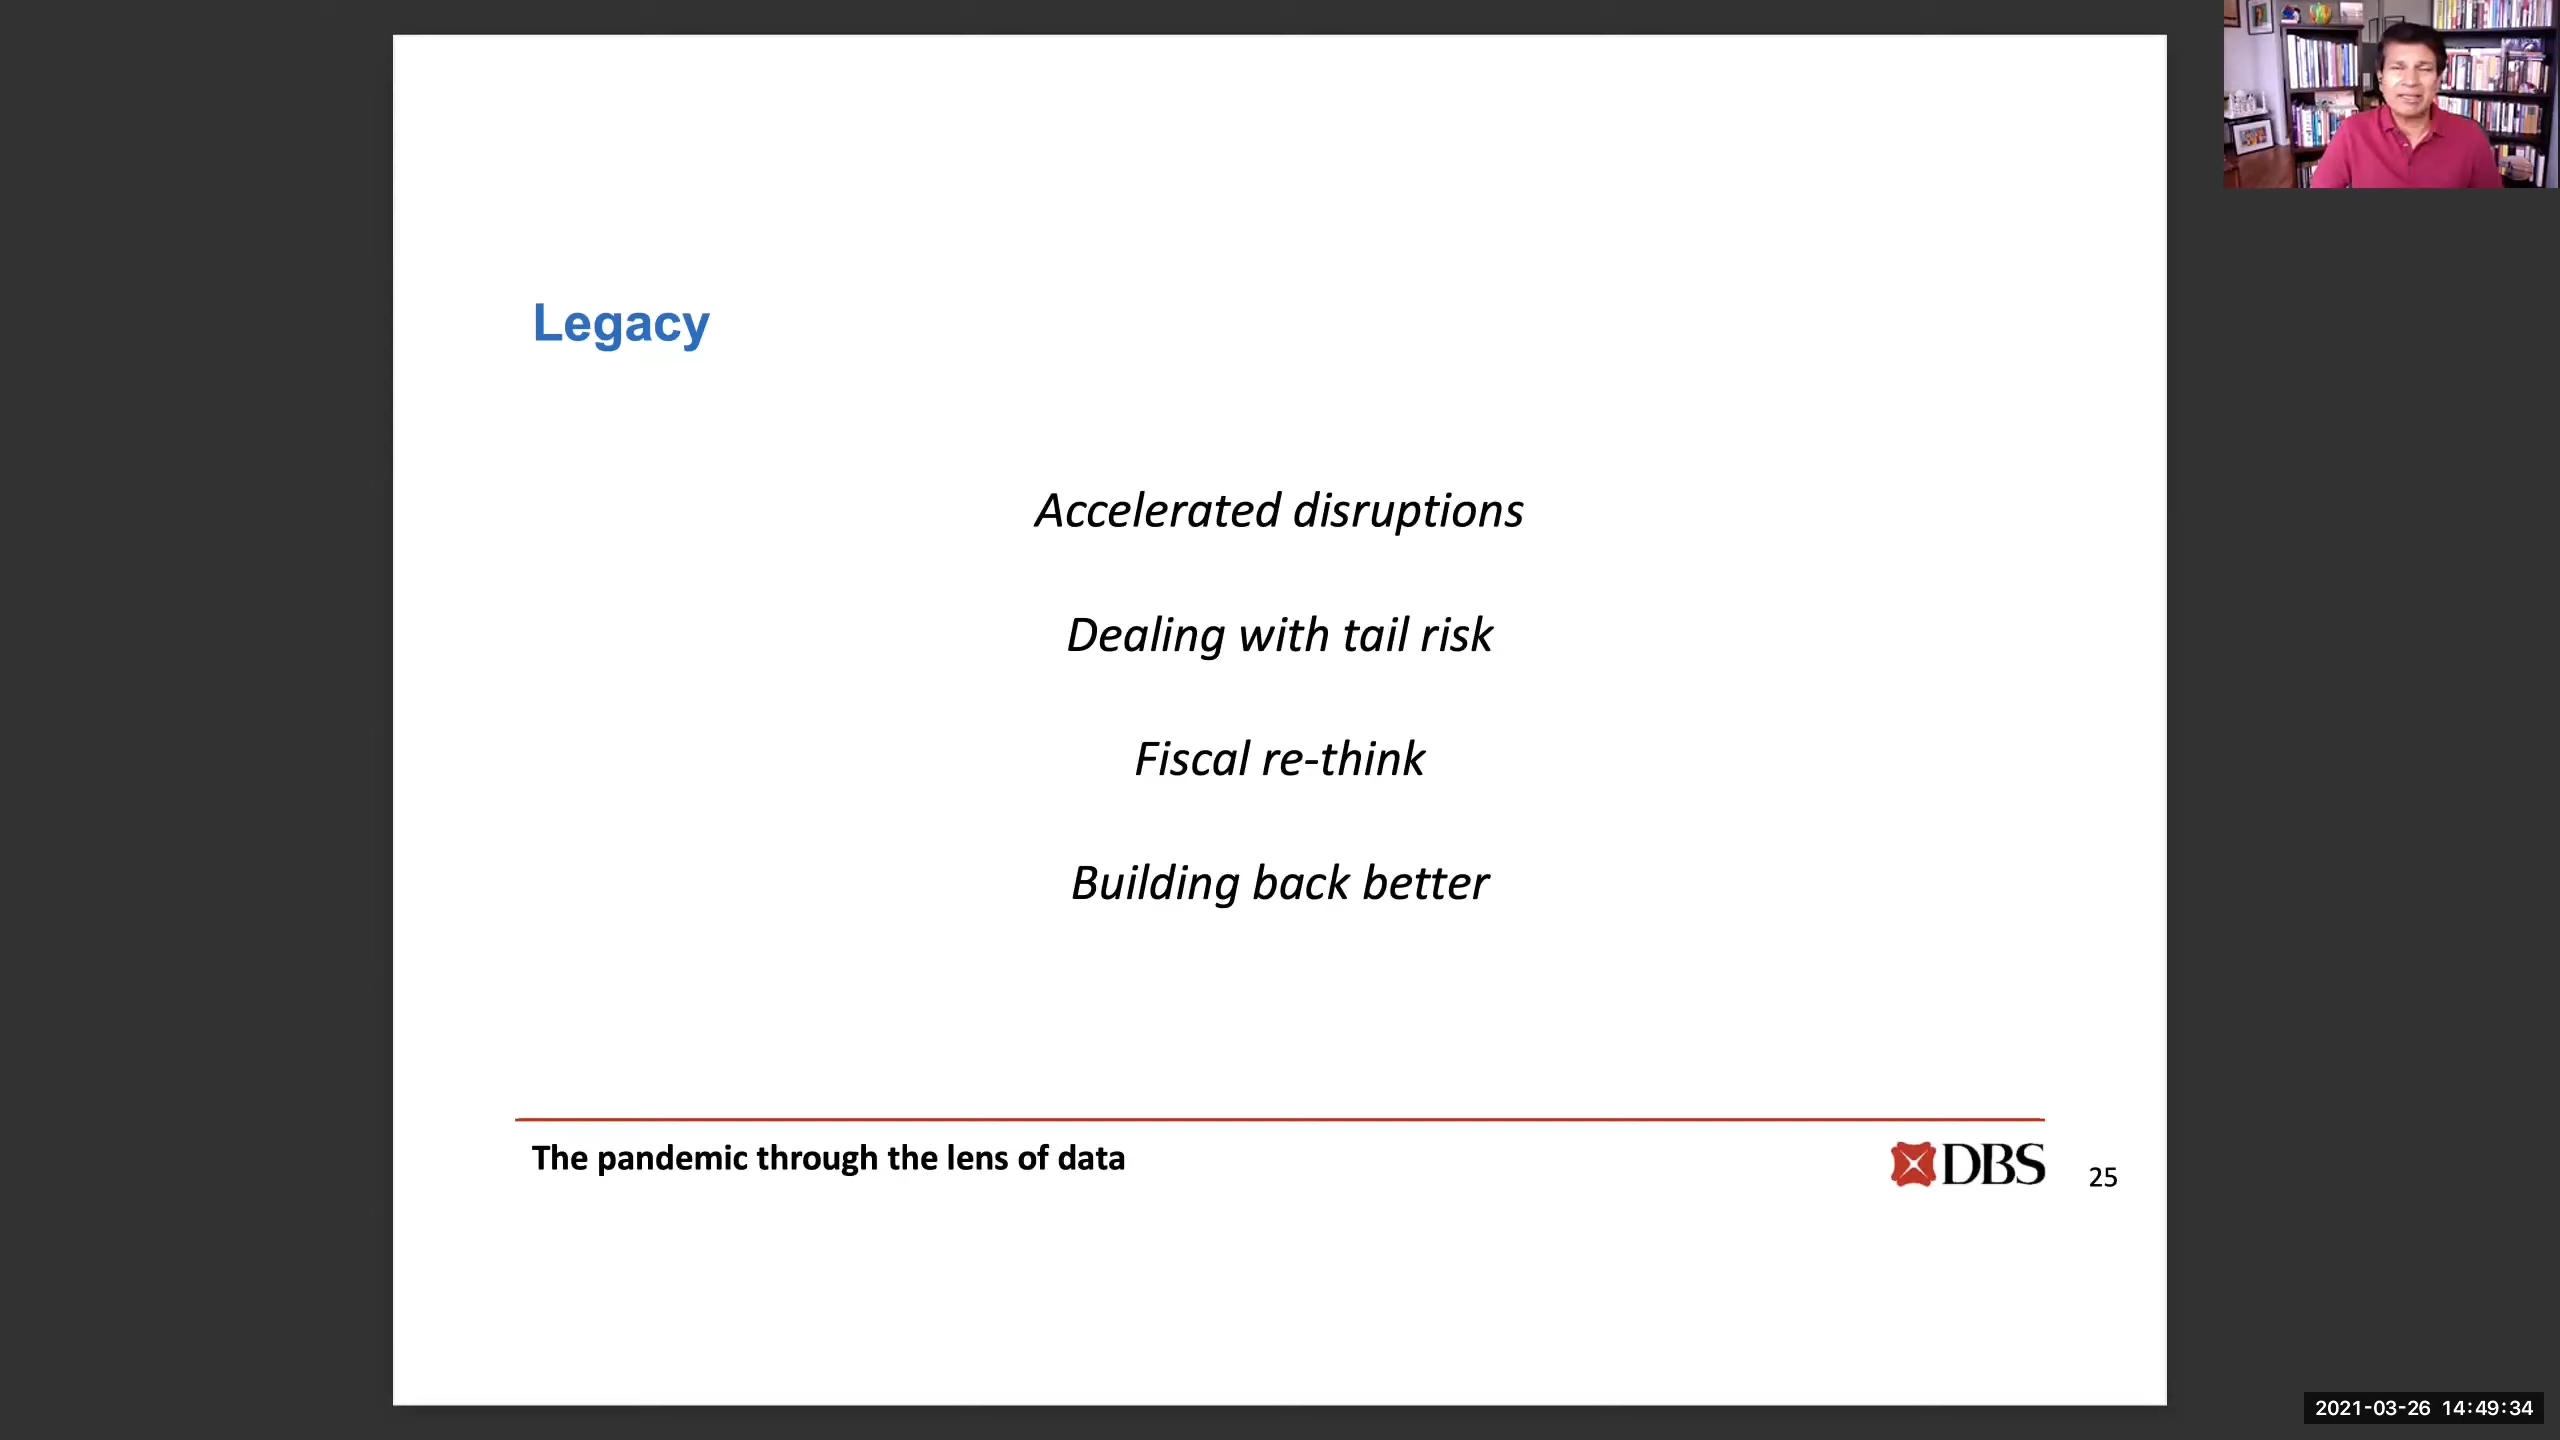 Legacy
Accelerated disruptions
Dealing with tail risk
Fiscal re-think
Building back better
The pandemic through the lens of data
DBS
25
2021-03-26 14:49:34